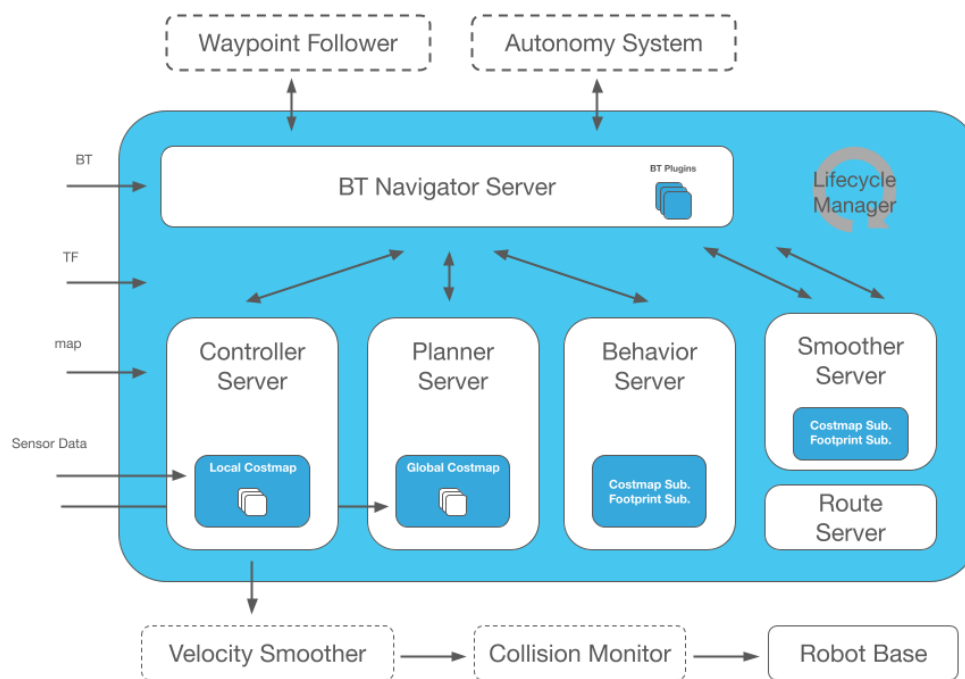 Waypoint Follower
Autonomy System
BT
BT Navigator Server
BT Plugins
Lifecycle
Manager
TF
map
Sensor Data
Controller
Server
Local Costmap
Planner
Server
Global Costmap
Behavior
Server
Costmap Sub.
Footprint Sub.
Smoother
Server
Costmap Sub.
Footprint Sub.
Route
Server
Velocity Smoother
Collision Monitor
Robot Base